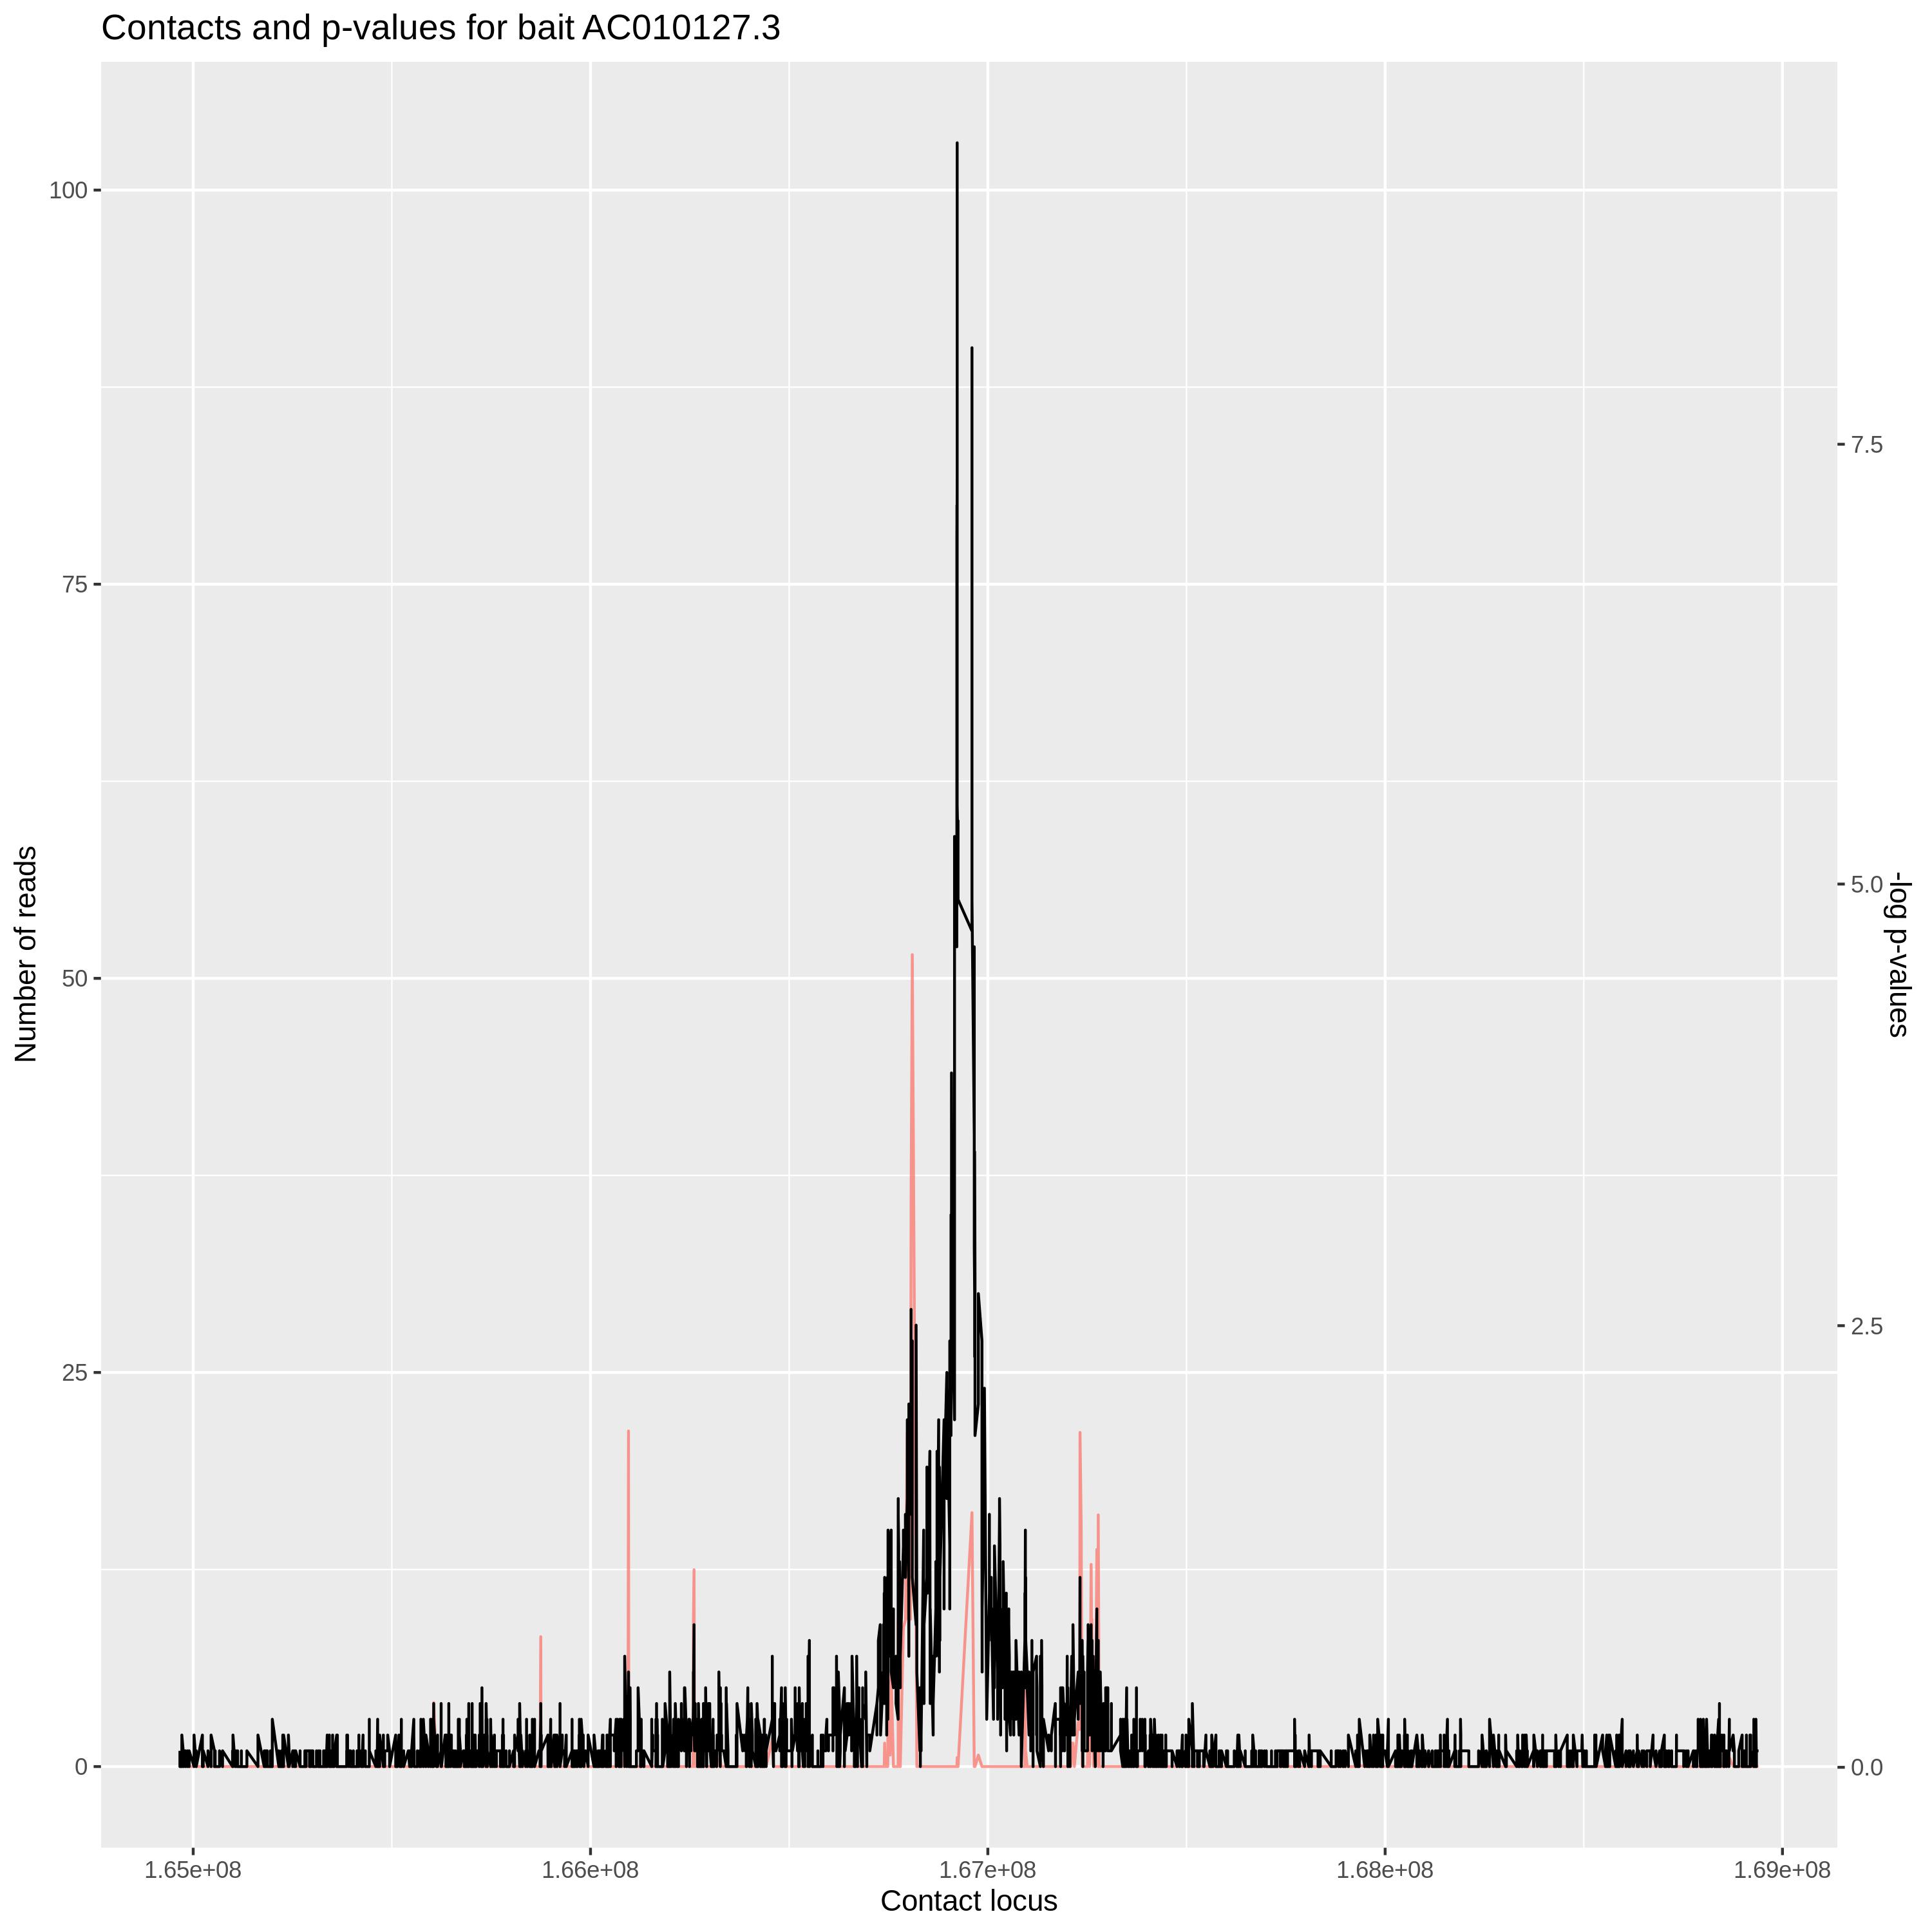 Contacts and p-values for bait AC010127.3
100
75
50
25
0
Number of reads
7.5
5.0
2.5
0.0
-log p-values
1.65e+08 1.66e+08 1.67e+08 1.68e+08 1.69e+08
Contact locus